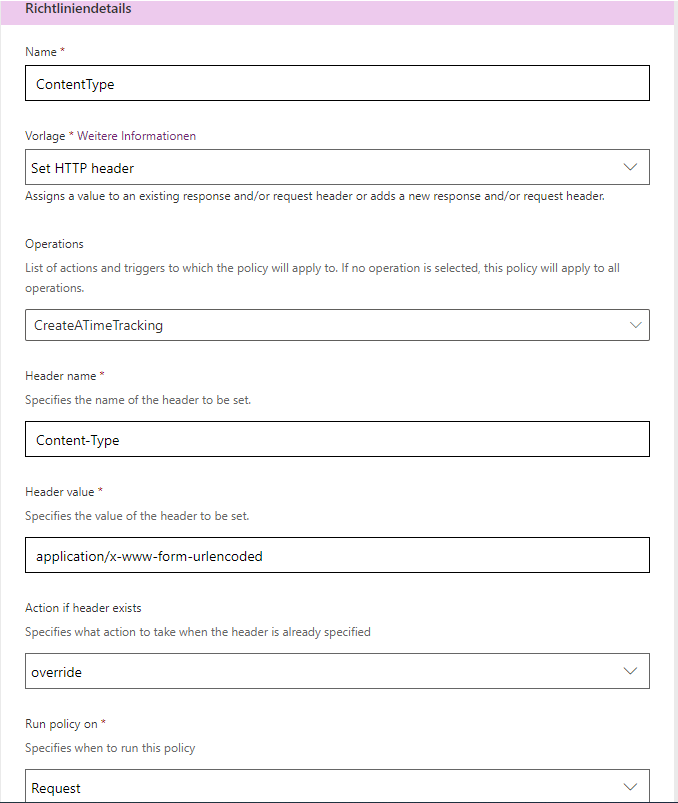 Richtliniendetails
Name *
ContentType
Vorlage * Weitere Informationen
Set HTTP header
Assigns a value to an existing response and/or request header or adds a new response and/or request header.
Operations
List of actions and triggers to which the policy will apply to. If no operation is selected, this policy will apply to all
operations.
CreateATimeTracking
Header name *
Specifies the name of the header to be set.
Content-Type
Header value *
Specifies the value of the header to be set.
application/x-www-form-urlencoded
Action if header exists
Specifies what action to take when the header is already specified
override
Run policy on *
Specifies when to run this policy
Request